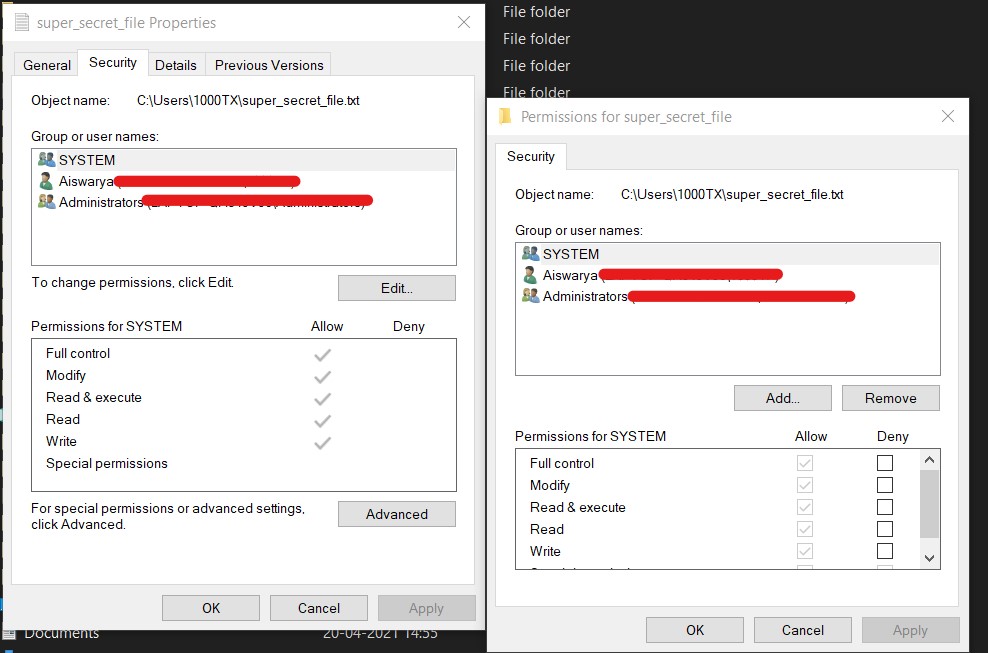 super_secret_file Properties
General Security Details Previous Versions
Object name: C:\Users\1000TX\super_secret_file.txt
Group or user names:
SYSTEM
Aiswarya
Administrators
To change permissions, click Edit.
Edit...
Permissions for SYSTEM Allow Deny
Full control
Modify
Read & execute
Read
Write
Special permissions
For special permissions or advanced settings,
click Advanced.
Advanced
OK Cancel Apply
Documents 20-04-2021 14:55
File folder
File folder
File folder
File folder
Permissions for super_secret_file
Security
Object name: C:\Users\1000TX\super_secret_file.txt
Group or user names:
SYSTEM
Aiswarya
Administrators
Add... Remove
Permissions for SYSTEM Allow Deny
Full control
Modify
Read & execute
Read
Write
OK Cancel Apply